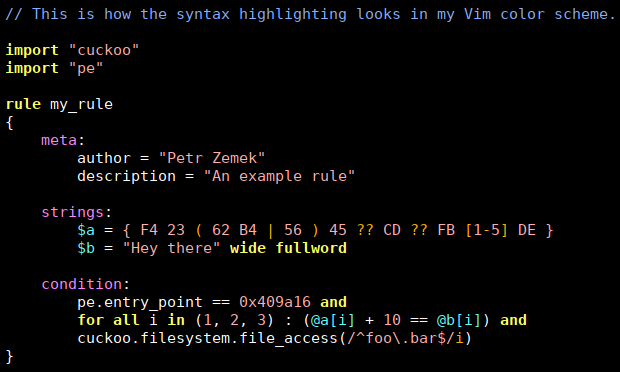 // This is how the syntax highlighting looks in my Vim color scheme.

import "cuckoo"
import "pe"

rule my_rule
{
    meta:
        author = "Petr Zemek"
        description = "An example rule"

    strings:
        $a = { F4 23 ( 62 B4 | 56 ) 45 ?? CD ?? FB [1-5] DE }
        $b = "Hey there" wide fullword

    condition:
        pe.entry_point == 0x409a16 and
        for all i in (1, 2, 3) : (@a[i] + 10 == @b[i]) and
        cuckoo.filesystem.file_access(/^foo\.bar$/i)
}